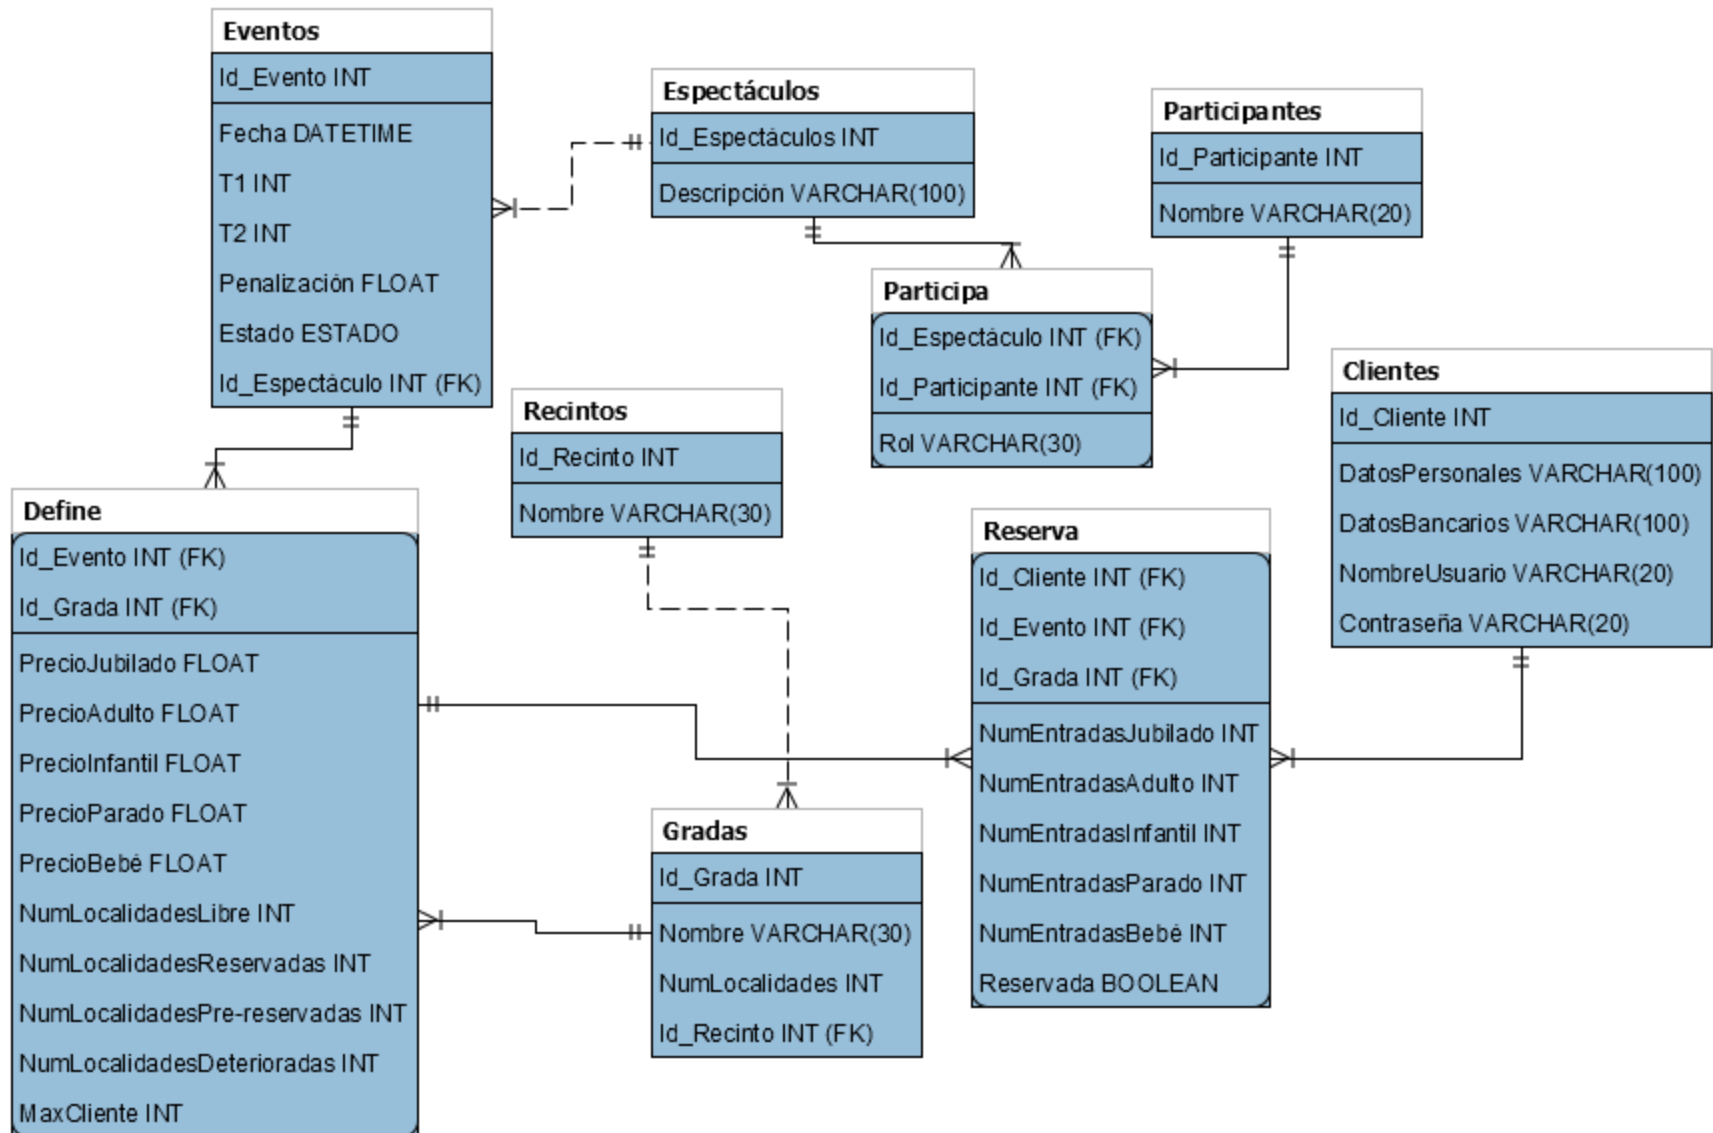 Eventos
Id_Evento INT
Fecha DATETIME
T1 INT
T2 INT
Penalización FLOAT
Estado ESTADO
Id_Espectáculo INT (FK)
Espectáculos
Id_Espectáculos INT
Descripción VARCHAR(100)
Participantes
Id_Participante INT
Nombre VARCHAR(20)
Participa
Id_Espectáculo INT (FK)
Id_Participante INT (FK)
Rol VARCHAR(30)
Clientes
Id_Cliente INT
DatosPersonales VARCHAR(100)
DatosBancarios VARCHAR(100)
NombreUsuario VARCHAR(20)
Contraseña VARCHAR(20)
Recintos
Id_Recinto INT
Nombre VARCHAR(30)
Define
Id_Evento INT (FK)
Id_Grada INT (FK)
PrecioJubilado FLOAT
PrecioAdulto FLOAT
PrecioInfantil FLOAT
PrecioParado FLOAT
PrecioBebé FLOAT
NumLocalidadesLibre INT
NumLocalidadesReservadas INT
NumLocalidadesPre-reservadas INT
NumLocalidadesDeterioradas INT
MaxCliente INT
Reserva
Id_Cliente INT (FK)
Id_Evento INT (FK)
Id_Grada INT (FK)
NumEntradasJubilado INT
NumEntradasAdulto INT
NumEntradasInfantil INT
NumEntradasParado INT
NumEntradasBebé INT
Reservada BOOLEAN
Gradas
Id_Grada INT
Nombre VARCHAR(30)
NumLocalidades INT
Id_Recinto INT (FK)